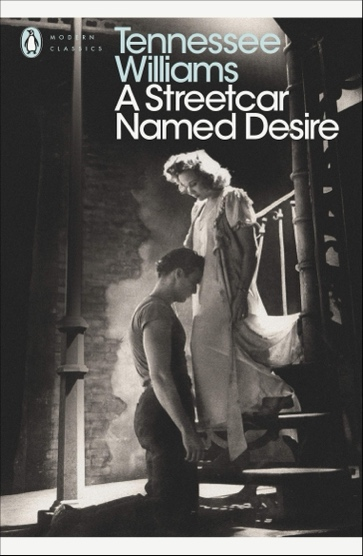 MODERN
CLASSICS
Tennessee
Williams
A Streetcar
Named Desire